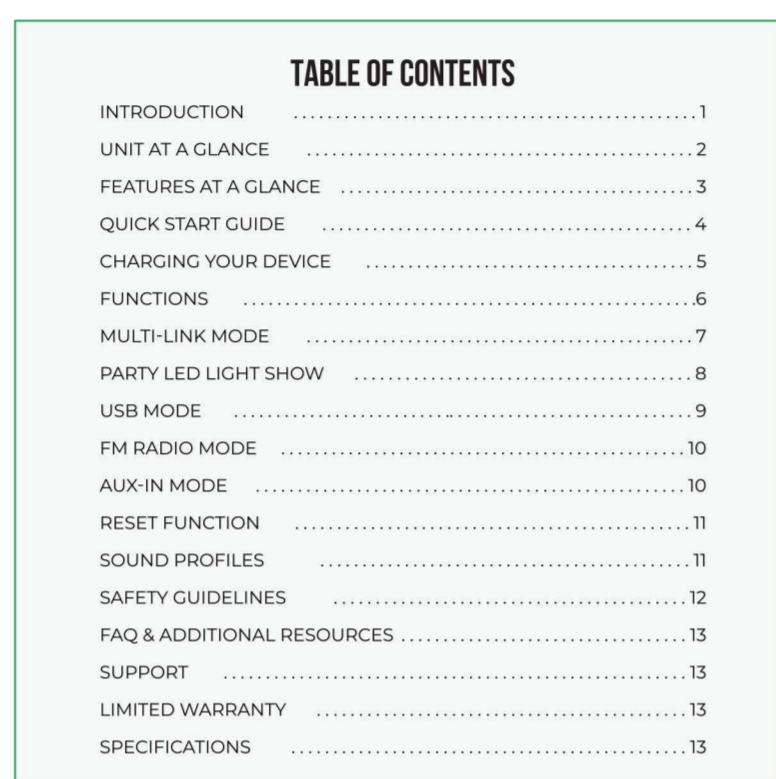 TABLE OF CONTENTS
INTRODUCTION ................................................1
UNIT AT A GLANCE ..............................................2
FEATURES AT A GLANCE ..........................................3
QUICK START GUIDE ............................................4
CHARGING YOUR DEVICE .......................................5
FUNCTIONS ......................................................6
MULTI-LINK MODE ..............................................7
PARTY LED LIGHT SHOW ........................................8
USB MODE .......................................................9
FM RADIO MODE ................................................10
AUX-IN MODE ...................................................10
RESET FUNCTION ...............................................11
SOUND PROFILES ............................................11
SAFETY GUIDELINES ..........................................12
FAQ & ADDITIONAL RESOURCES ..................................13
SUPPORT .......................................................13
LIMITED WARRANTY ............................................13
SPECIFICATIONS ...............................................13